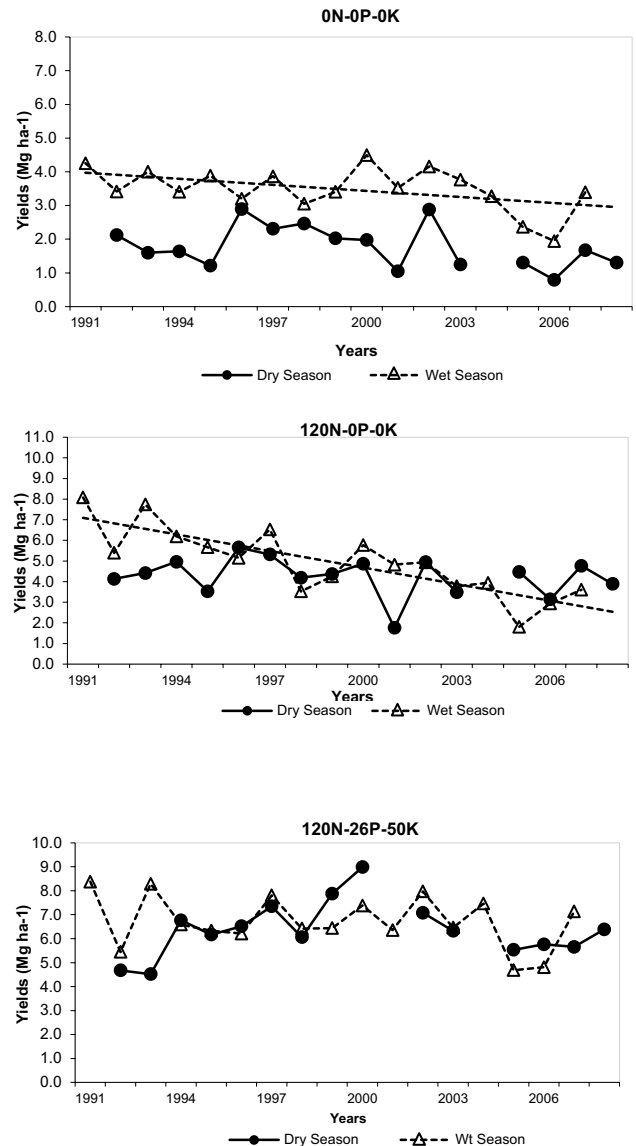 0N-0P-0K
8.0
7.0
6.0
5.0
4.0
3.0
2.0
1.0
0.0
Yields (Mg ha-1)
1991 1994 1997 2000 2003 2006
Years
Dry Season Wet Season
120N-0P-0K
11.0
10.0
9.0
8.0
7.0
6.0
5.0
4.0
3.0
2.0
1.0
0.0
Yields (Mg ha-1)
1991 1994 1997 2000 2003 2006
Years
Dry Season Wet Season
120N-26P-50K
10.0
9.0
8.0
7.0
6.0
5.0
4.0
3.0
2.0
1.0
0.0
Yields (Mg ha-1)
1991 1994 1997 2000 2003 2006
Years
Dry Season Wt Season